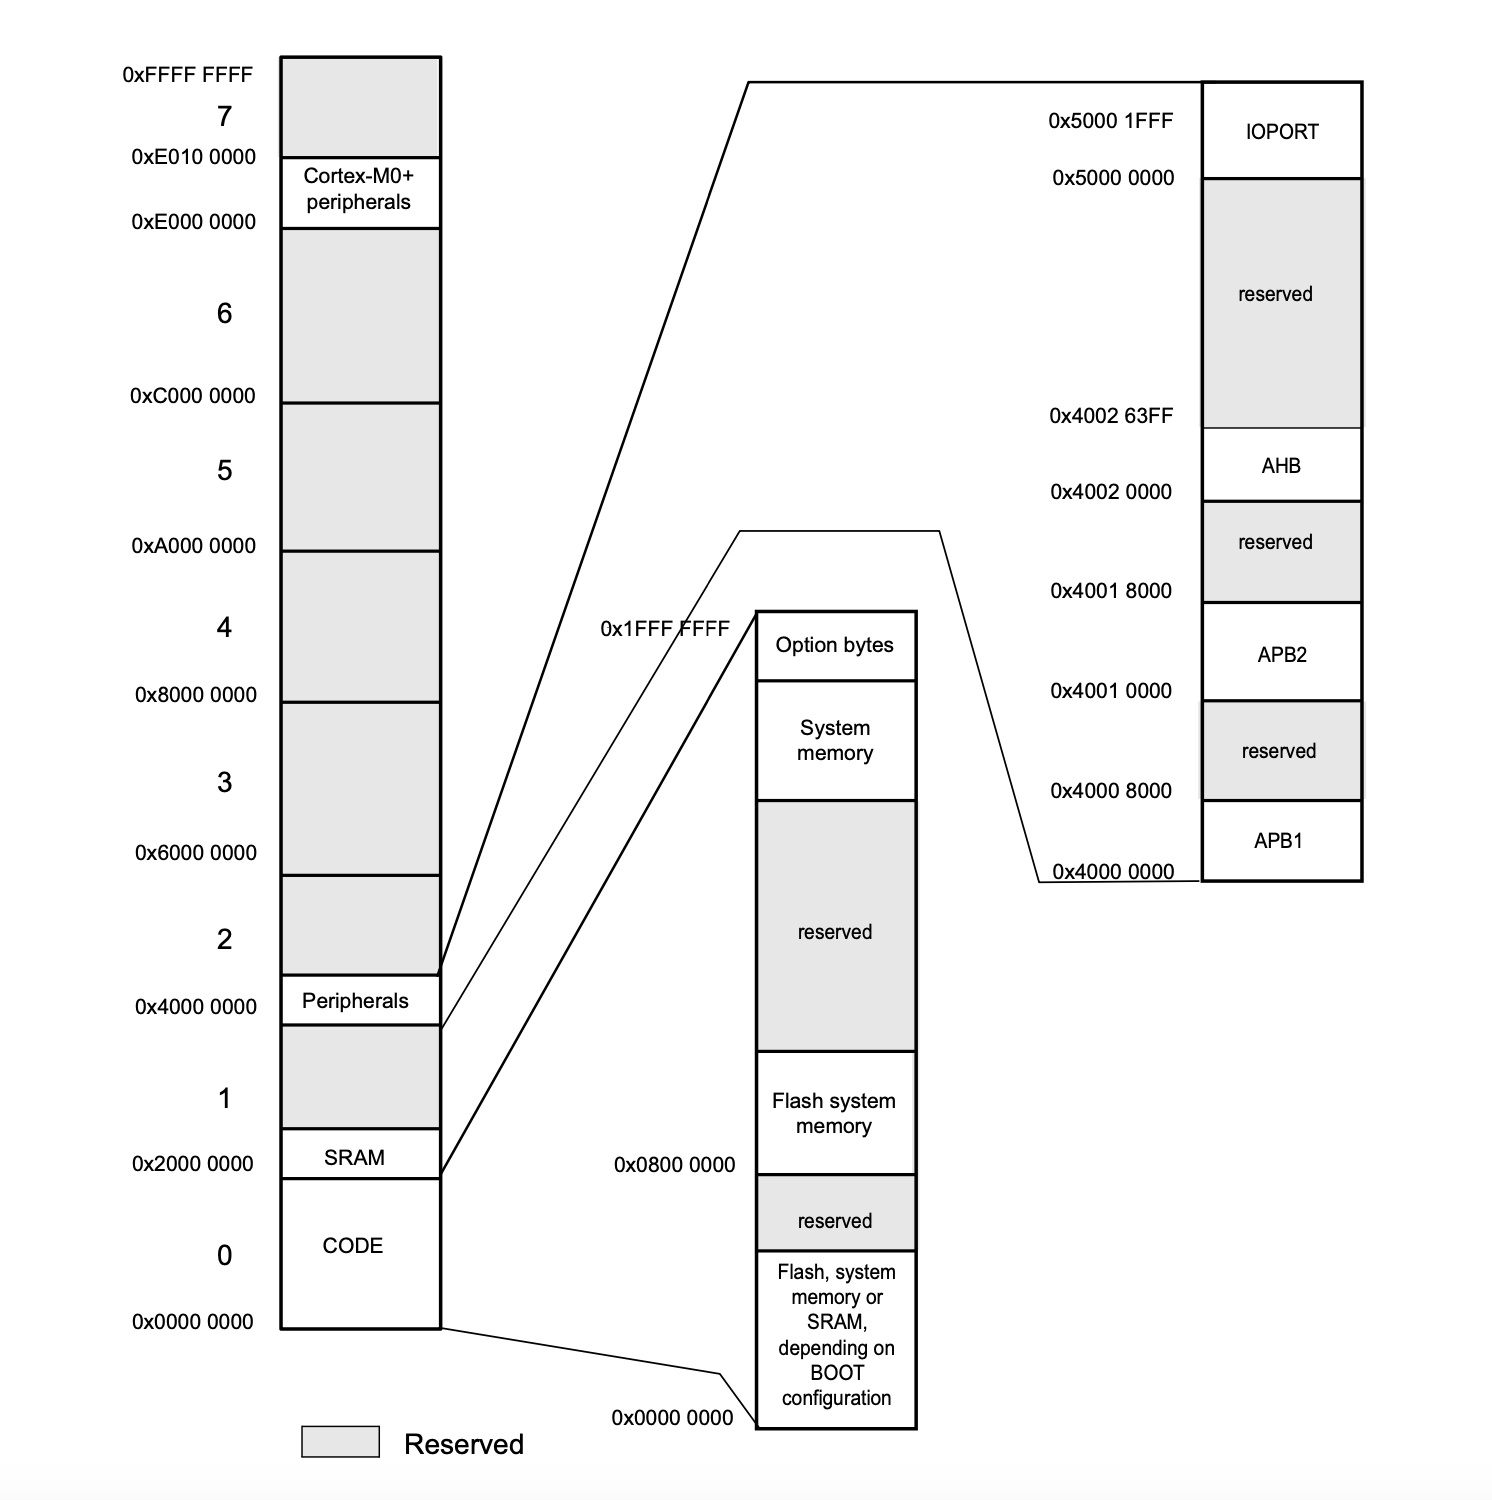 0xFFFF FFFF
7
0xE010 0000
Cortex-M0+
peripherals
0xE000 0000
6
0xC000 0000
5
0xA000 0000
4
0x8000 0000
3
0x6000 0000
2
Peripherals
0x4000 0000
1
SRAM
0x2000 0000
CODE
0
0x0000 0000
Reserved
0x1FFF FFFF
Option bytes
System
memory
reserved
Flash system
memory
0x0800 0000
reserved
Flash, system
memory or
SRAM,
depending on
BOOT
configuration
0x0000 0000
0x5000 1FFF
IOPORT
0x5000 0000
reserved
0x4002 63FF
AHB
0x4002 0000
reserved
0x4001 8000
APB2
0x4001 0000
reserved
0x4000 8000
APB1
0x4000 0000